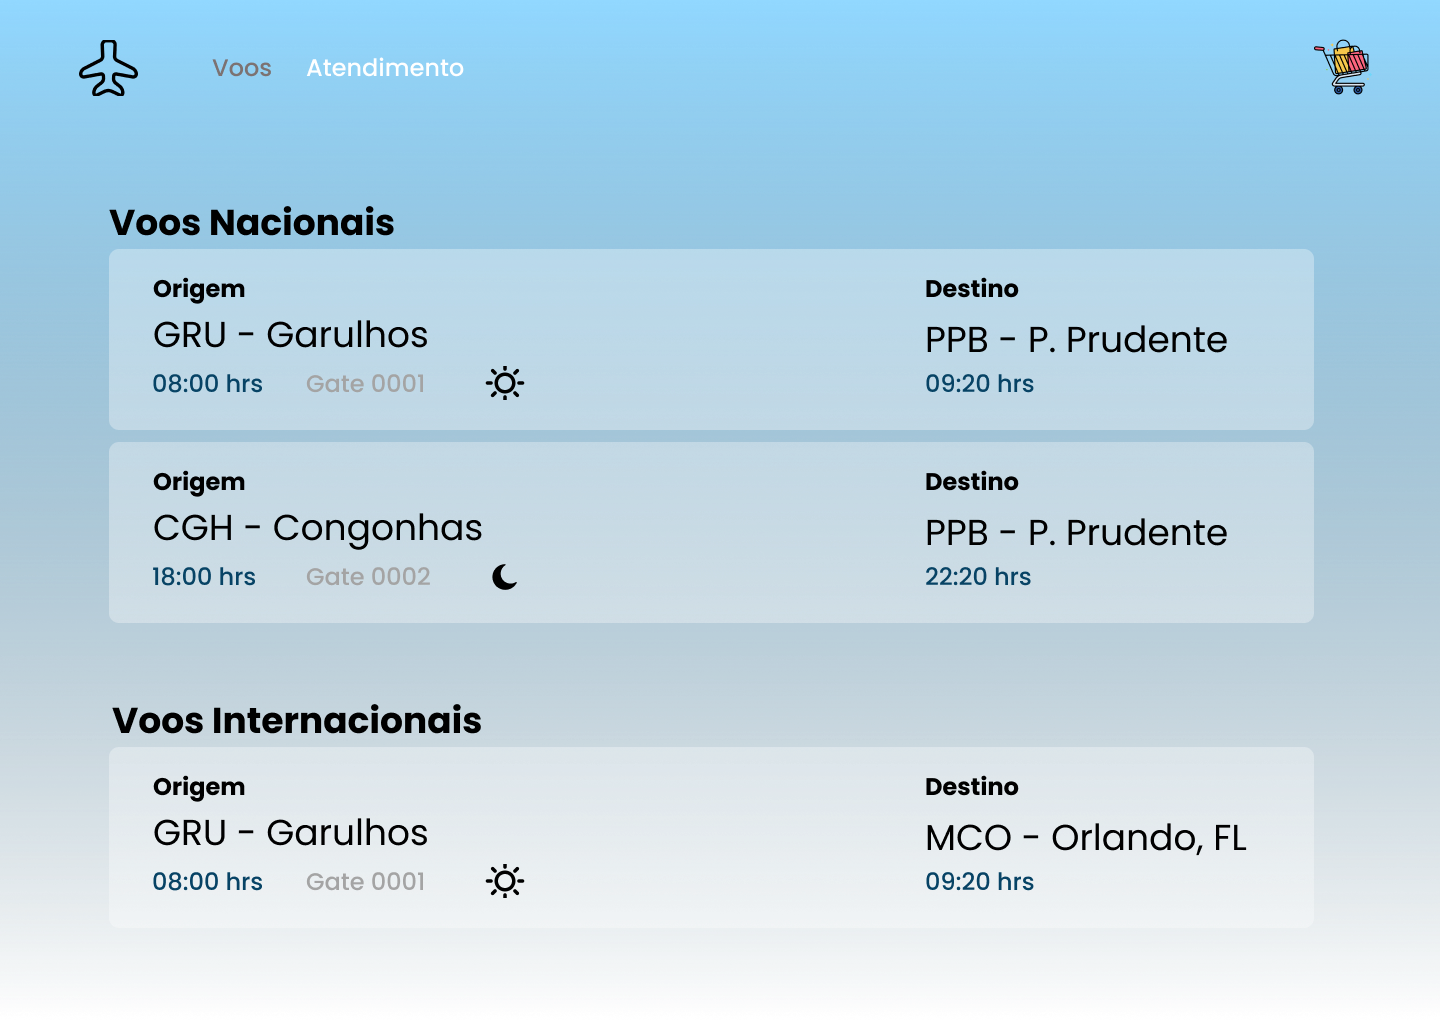 Voos Atendimento
Voos Nacionais
Origem Destino
GRU - Garulhos PPB - P. Prudente
08:00 hrs Gate 0001 09:20 hrs
Origem Destino
CGH - Congonhas PPB - P. Prudente
18:00 hrs Gate 0002 22:20 hrs
Voos Internacionais
Origem Destino
GRU - Garulhos MCO - Orlando, FL
08:00 hrs Gate 0001 09:20 hrs